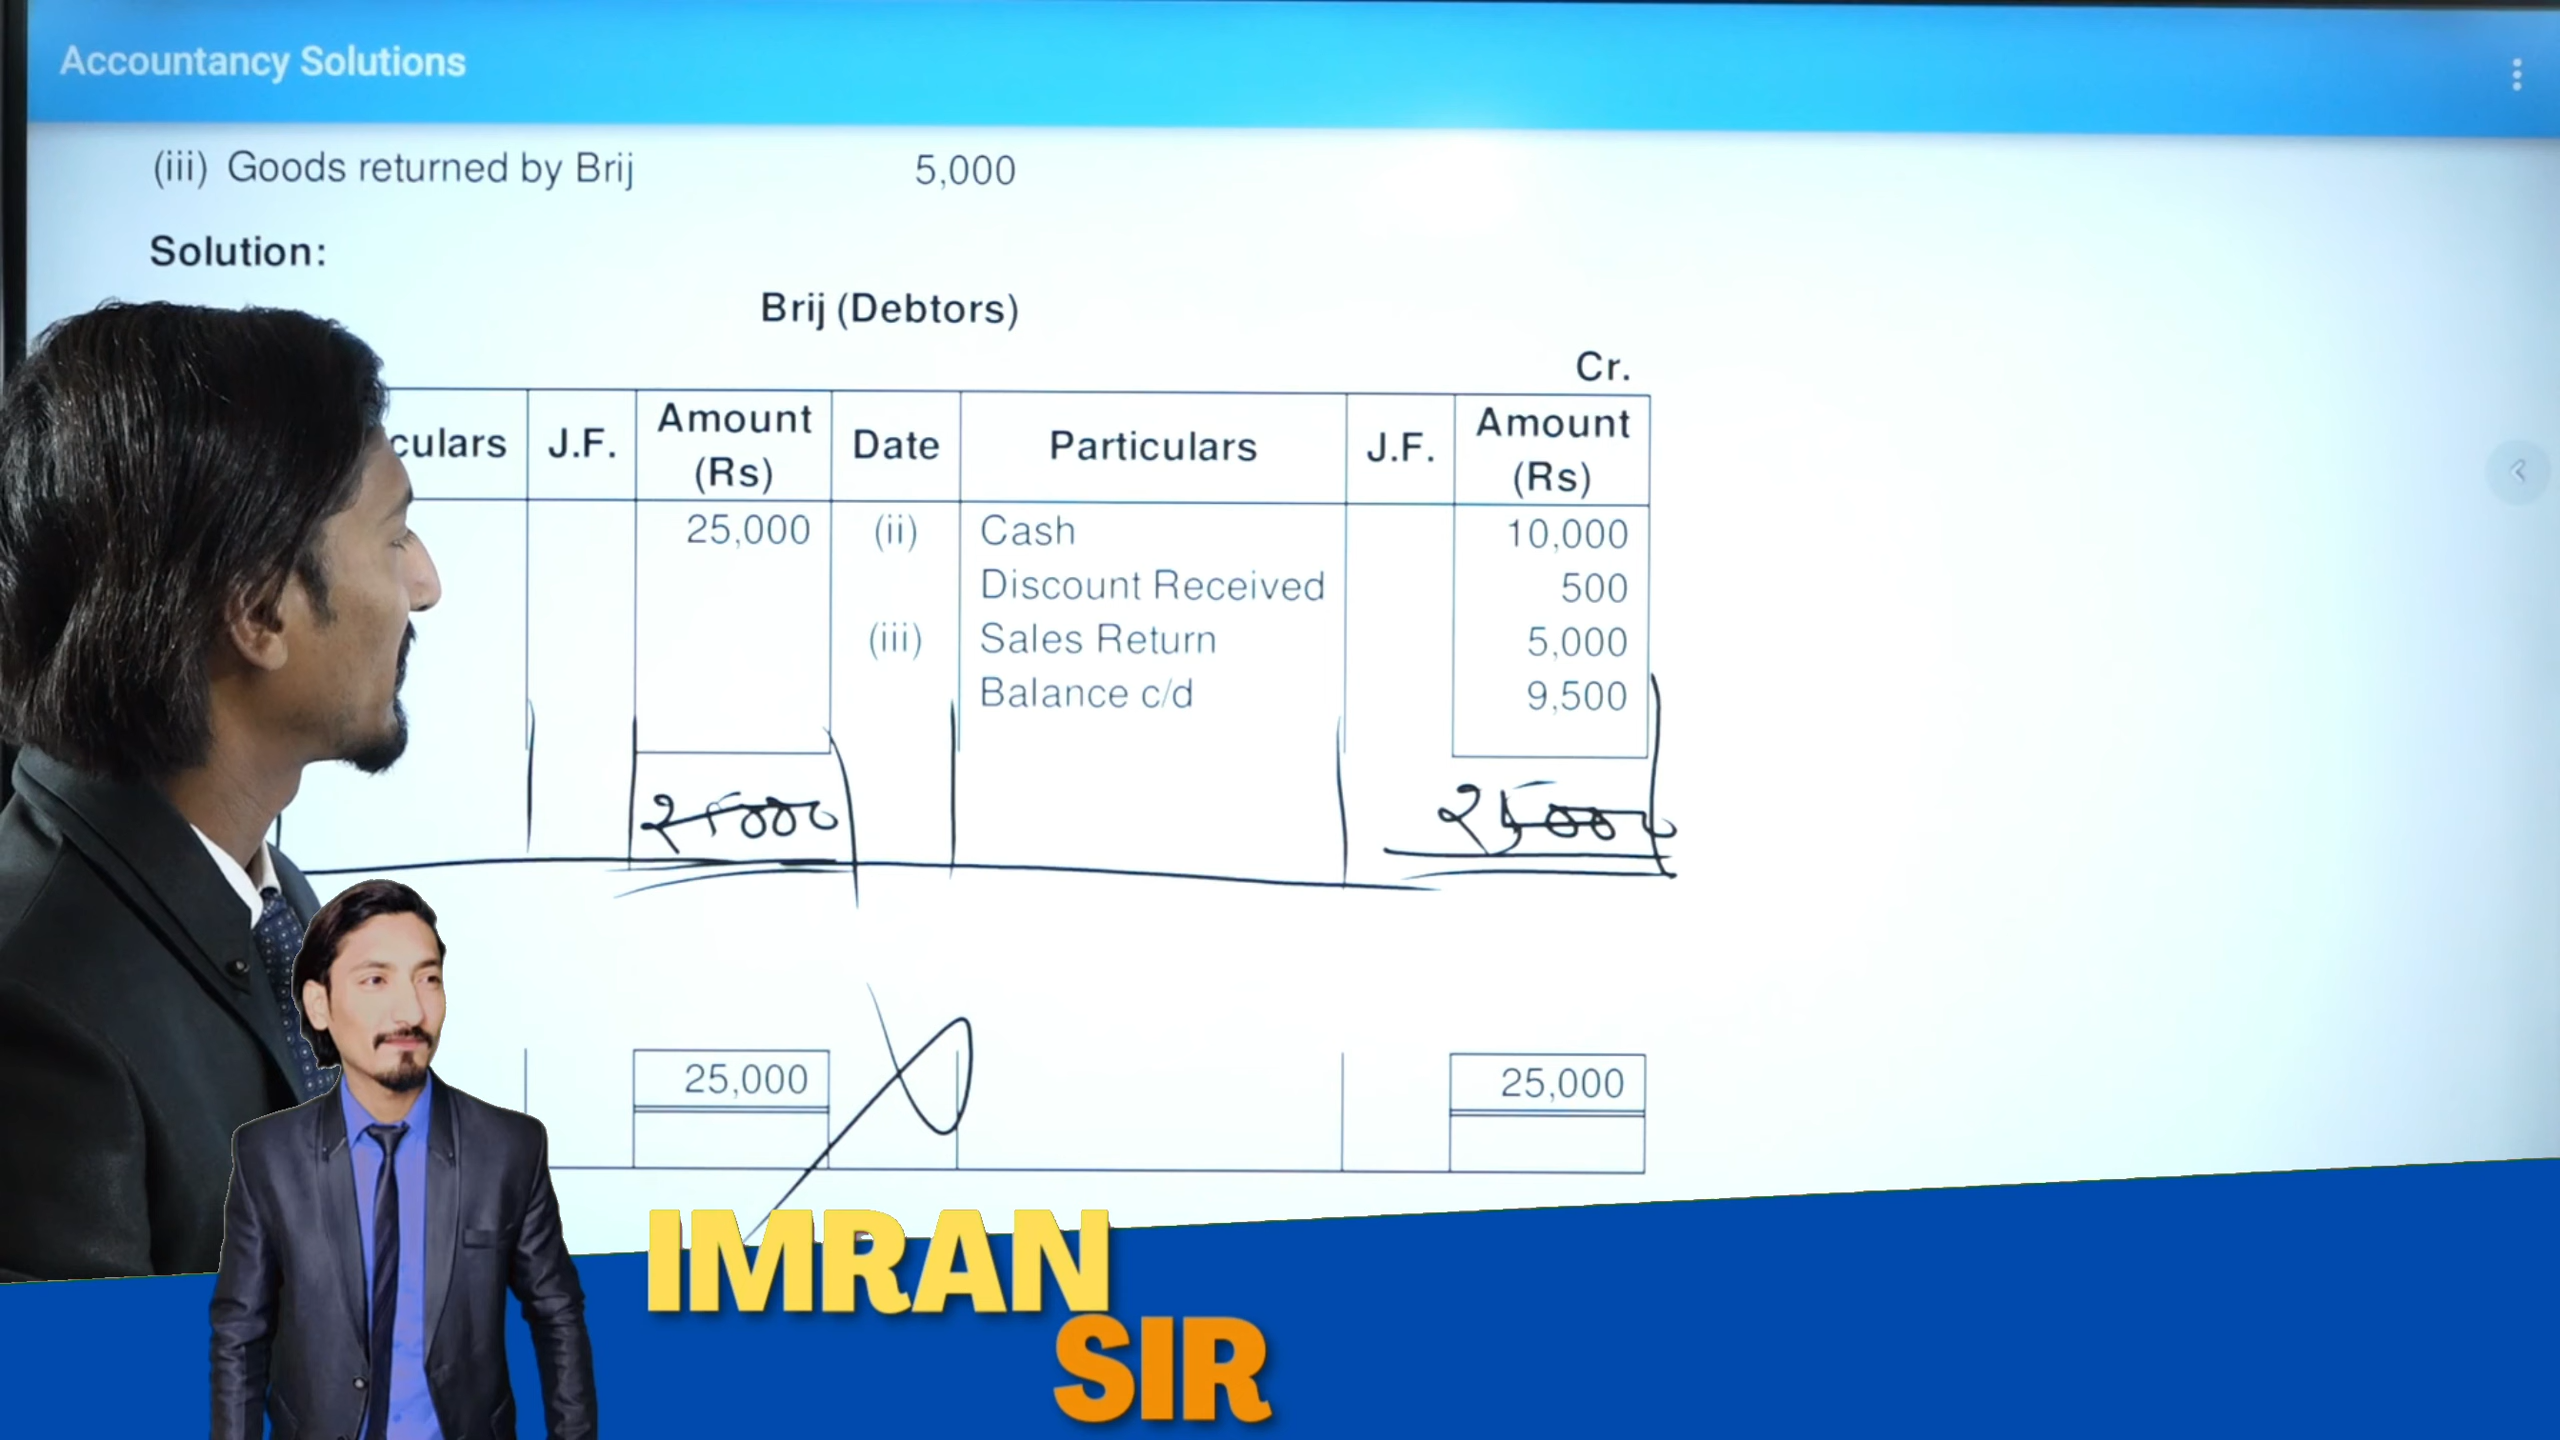 Accountancy Solutions
(iii) Goods returned by Brij 5,000
Solution:
Brij (Debtors)
Cr.
culars J.F. Amount (Rs) Date Particulars J.F. Amount (Rs)
25,000 (ii) Cash 10,000
Discount Received 500
(iii) Sales Return 5,000
Balance c/d 9,500
25000 25000
25,000 25,000
IMRAN
SIR